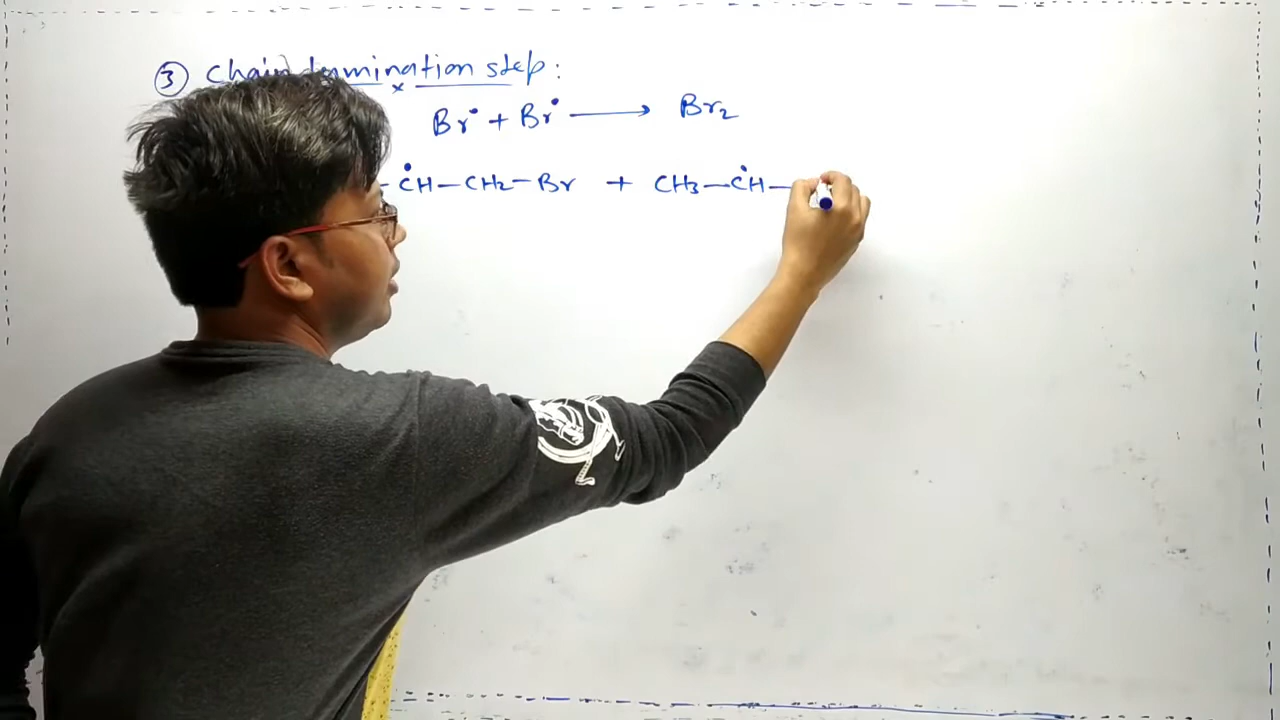 ③ Chain termination step:
Br• + Br• ⟶ Br₂
–ĊH–CH₂–Br + CH₃–ĊH–